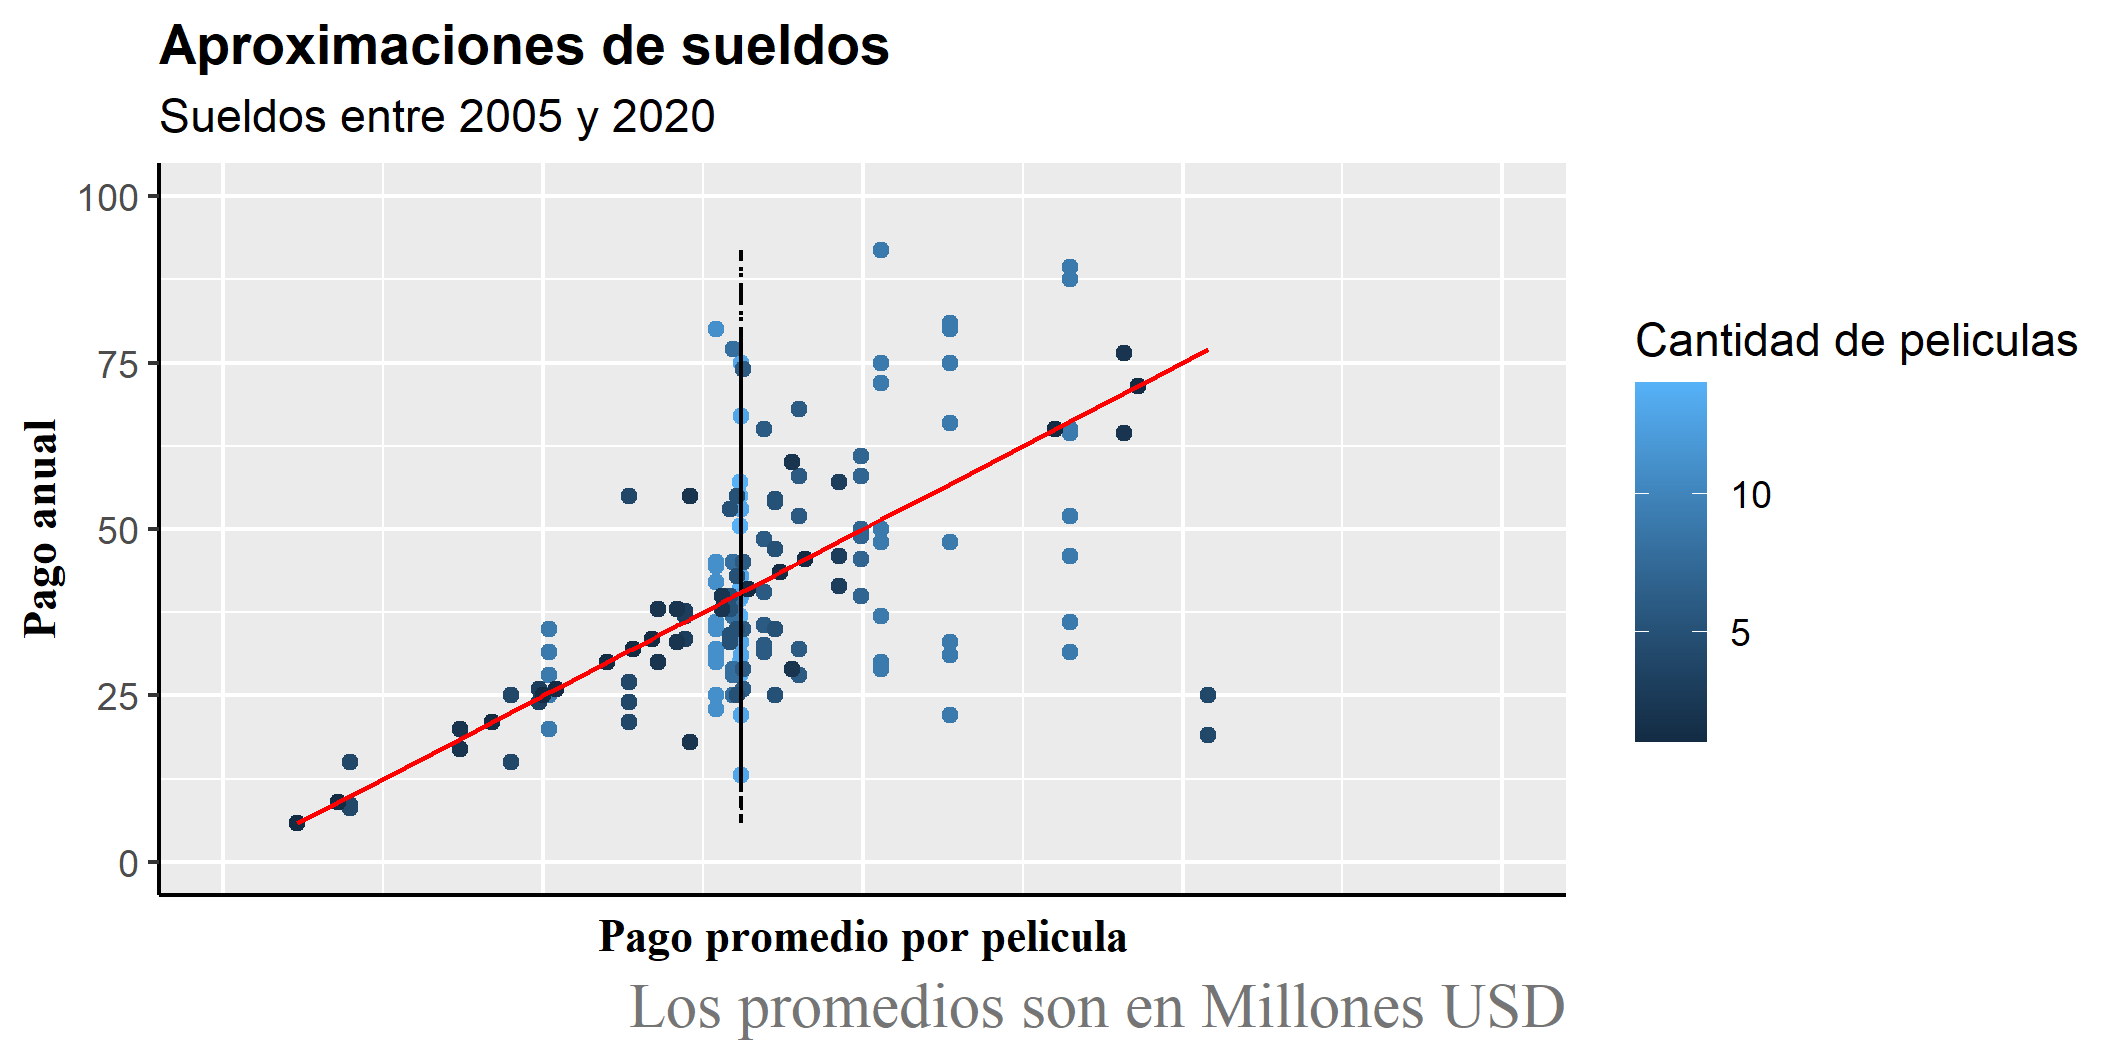 Aproximaciones de sueldos
Sueldos entre 2005 y 2020
100
75
50
25
0
Pago anual
Pago promedio por pelicula
Los promedios son en Millones USD
Cantidad de peliculas
10
5